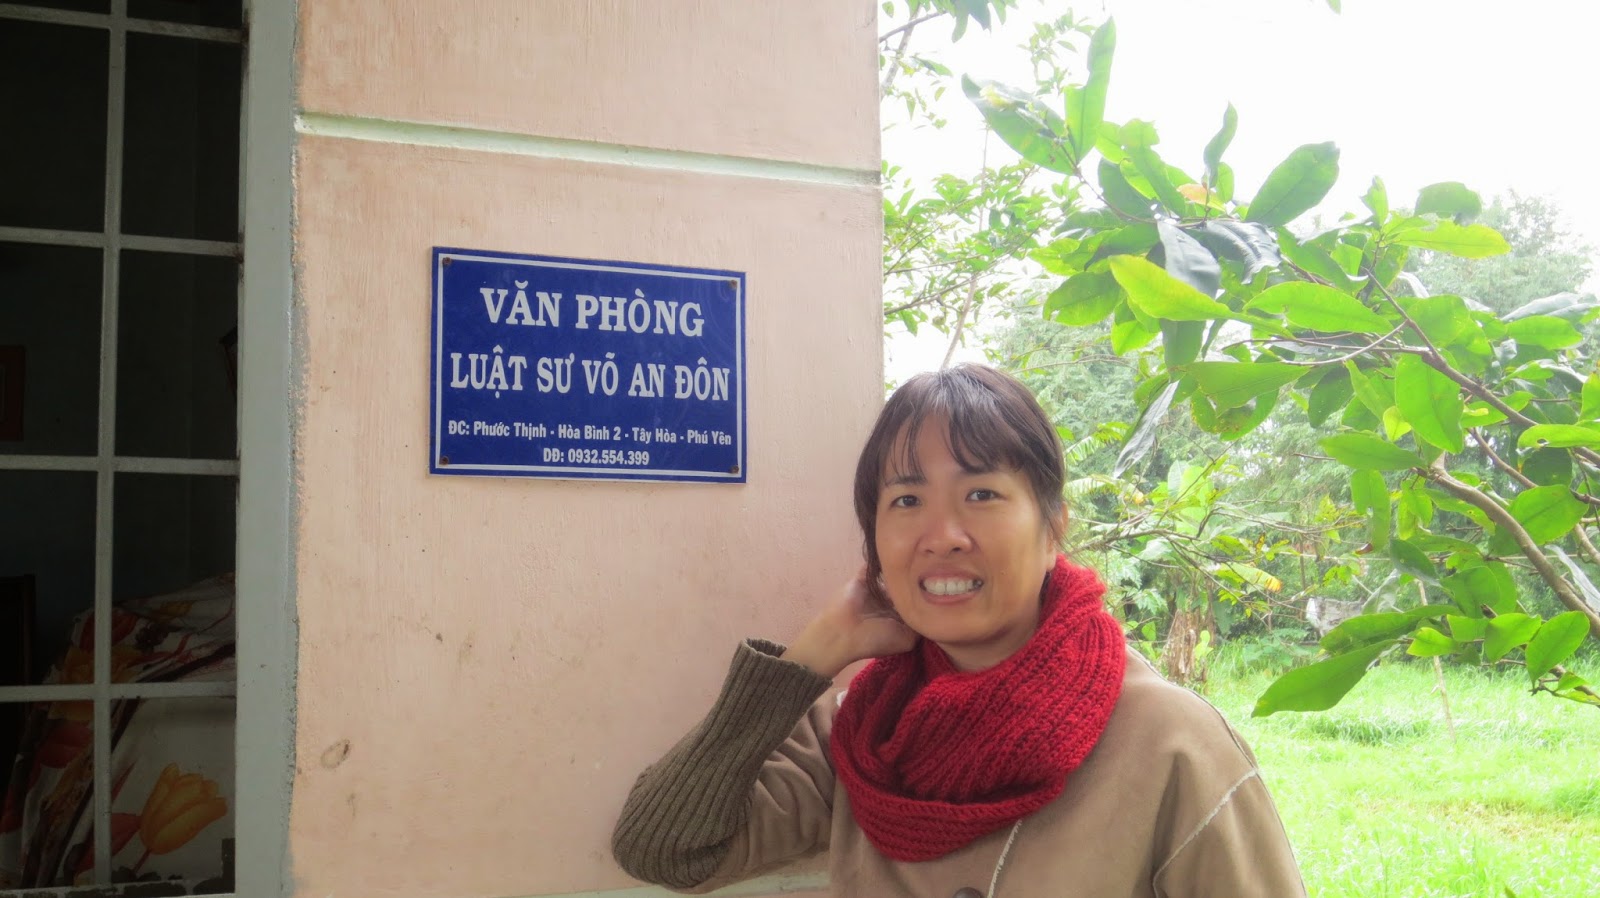 VĂN PHÒNG
LUẬT SƯ VÕ AN ĐÔN
ĐC: Phước Thịnh - Hòa Bình 2 - Tây Hòa - Phú Yên
DĐ: 0932.554.399